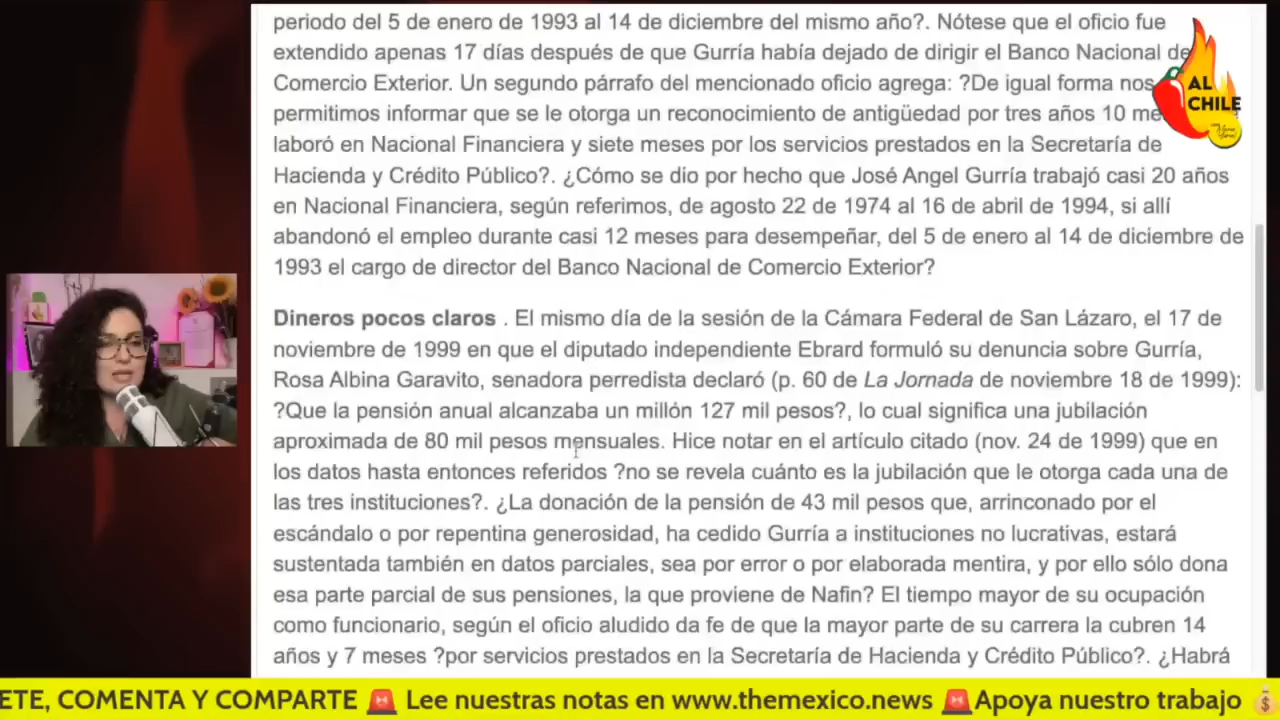 periodo del 5 de enero de 1993 al 14 de diciembre del mismo año?. Nótese que el oficio fue
extendido apenas 17 días después de que Gurría había dejado de dirigir el Banco Nacional de
Comercio Exterior. Un segundo párrafo del mencionado oficio agrega: ?De igual forma nos
permitimos informar que se le otorga un reconocimiento de antigüedad por tres años 10
laboró en Nacional Financiera y siete meses por los servicios prestados en la Secretaría de
Hacienda y Crédito Público?. ¿Cómo se dio por hecho que José Angel Gurría trabajó casi 20 años
en Nacional Financiera, según referimos, de agosto 22 de 1974 al 16 de abril de 1994, si allí
abandonó el empleo durante casi 12 meses para desempeñar, del 5 de enero al 14 de diciembre de
1993 el cargo de director del Banco Nacional de Comercio Exterior?
Dineros pocos claros . El mismo día de la sesión de la Cámara Federal de San Lázaro, el 17 de
noviembre de 1999 en que el diputado independiente Ebrard formuló su denuncia sobre Gurría,
Rosa Albina Garavito, senadora perredista declaró (p. 60 de La Jornada de noviembre 18 de 1999):
?Que la pensión anual alcanzaba un millón 127 mil pesos?, lo cual significa una jubilación
aproximada de 80 mil pesos mensuales. Hice notar en el artículo citado (nov. 24 de 1999) que en
los datos hasta entonces referidos ?no se revela cuánto es la jubilación que le otorga cada una de
las tres instituciones?. ¿La donación de la pensión de 43 mil pesos que, arrinconado por el
escándalo o por repentina generosidad, ha cedido Gurría a instituciones no lucrativas, estará
sustentada también en datos parciales, sea por error o por elaborada mentira, y por ello sólo dona
esa parte parcial de sus pensiones, la que proviene de Nafin? El tiempo mayor de su ocupación
como funcionario, según el oficio aludido da fe de que la mayor parte de su carrera la cubren 14
años y 7 meses ?por servicios prestados en la Secretaría de Hacienda y Crédito Público?. ¿Habrá
AL
CHILE
ETE, COMENTA Y COMPARTE 🚨 Lee nuestras notas en www.themexico.news 🚨Apoya nuestro trabajo 💰